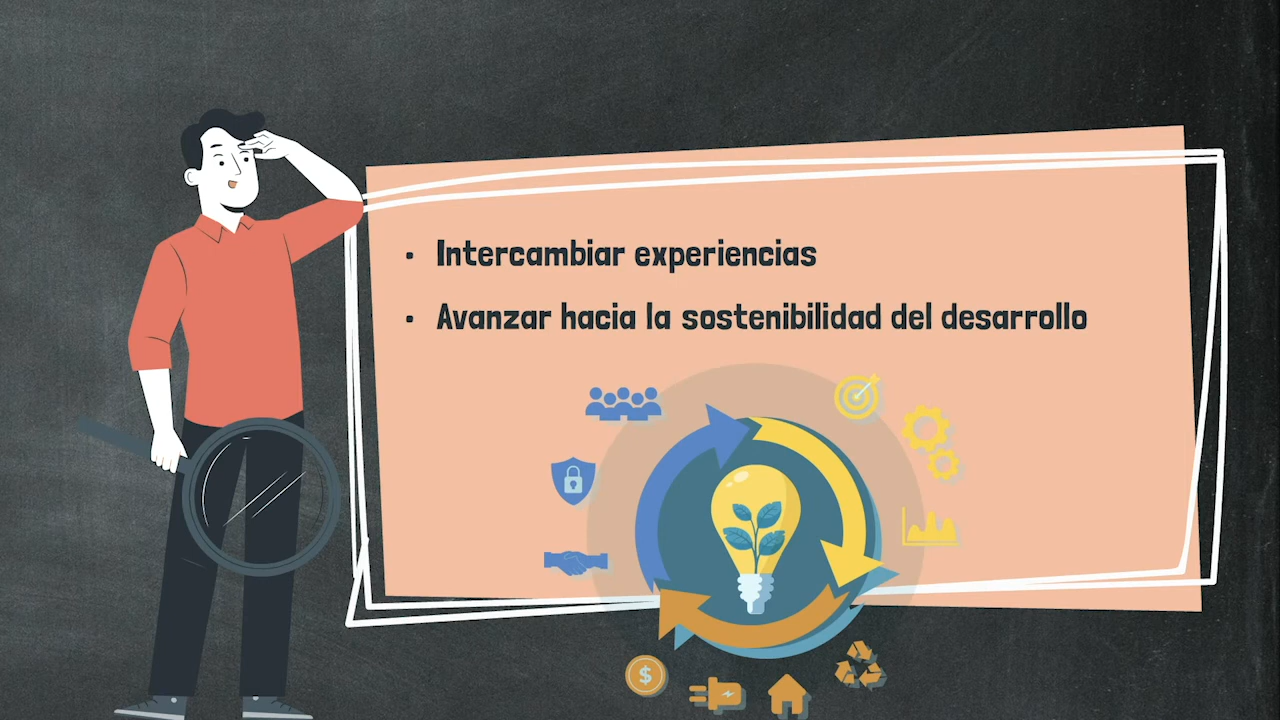 • Intercambiar experiencias
• Avanzar hacia la sostenibilidad del desarrollo
$